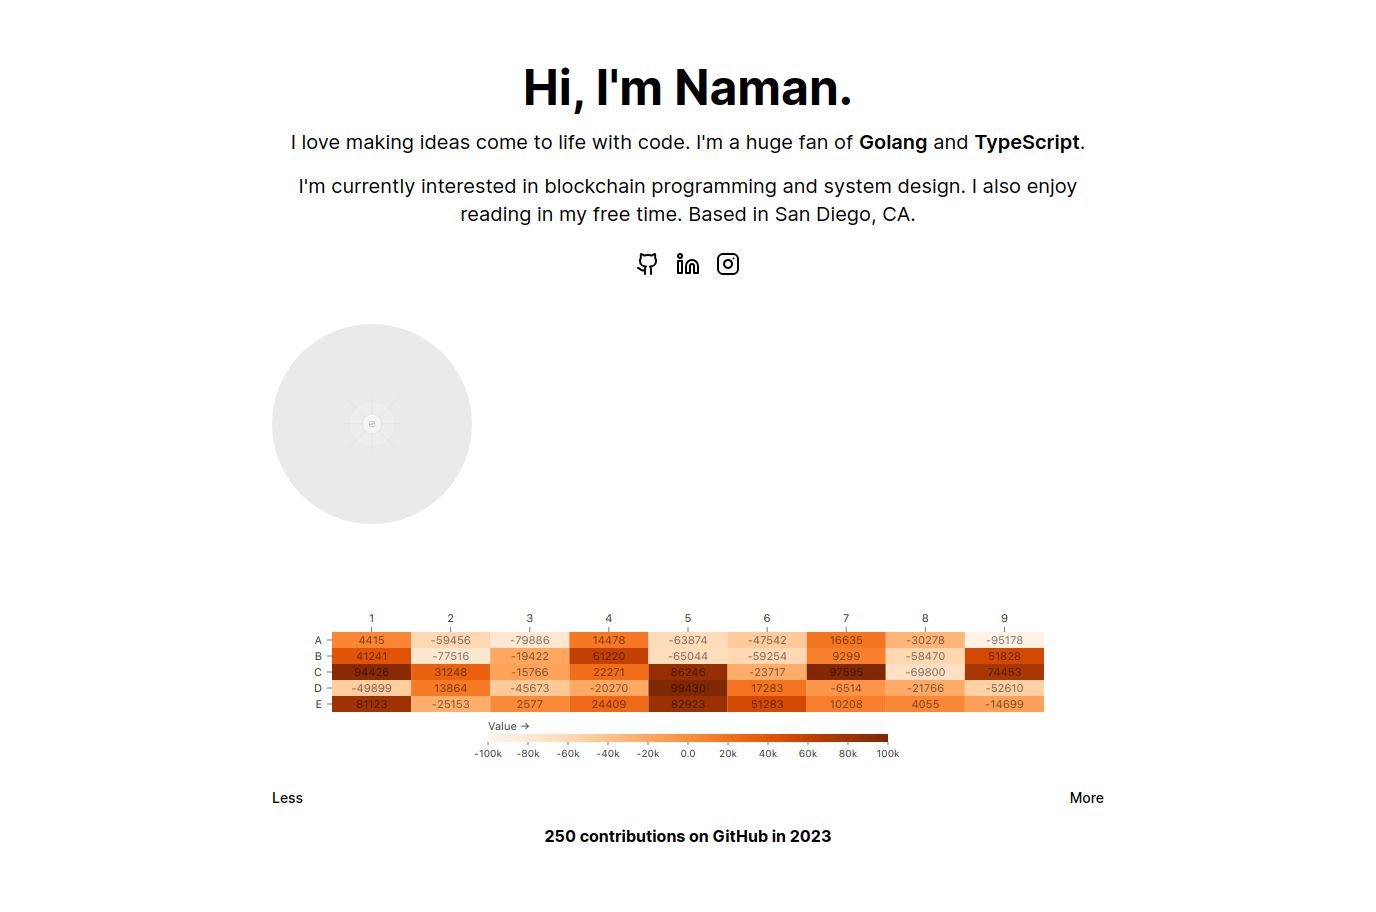 Hi, I'm Naman.
I love making ideas come to life with code. I'm a huge fan of Golang and TypeScript.
I'm currently interested in blockchain programming and system design. I also enjoy
reading in my free time. Based in San Diego, CA.
1 2 3 4 5 6 7 8 9
A 4415 -59456 -79886 14478 -63874 -47542 16635 -30278 -95178
B 41241 -77516 -19422 61220 -65044 -59254 9299 -58470 51828
C 94426 31248 -15766 22271 86246 -23717 97595 -69800 74453
D -49899 13864 -45673 -20270 99430 17283 -6514 -21766 -52610
E 81123 -25153 2577 24409 82923 51283 10208 4055 -14699
Value →
-100k -80k -60k -40k -20k 0.0 20k 40k 60k 80k 100k
Less More
250 contributions on GitHub in 2023